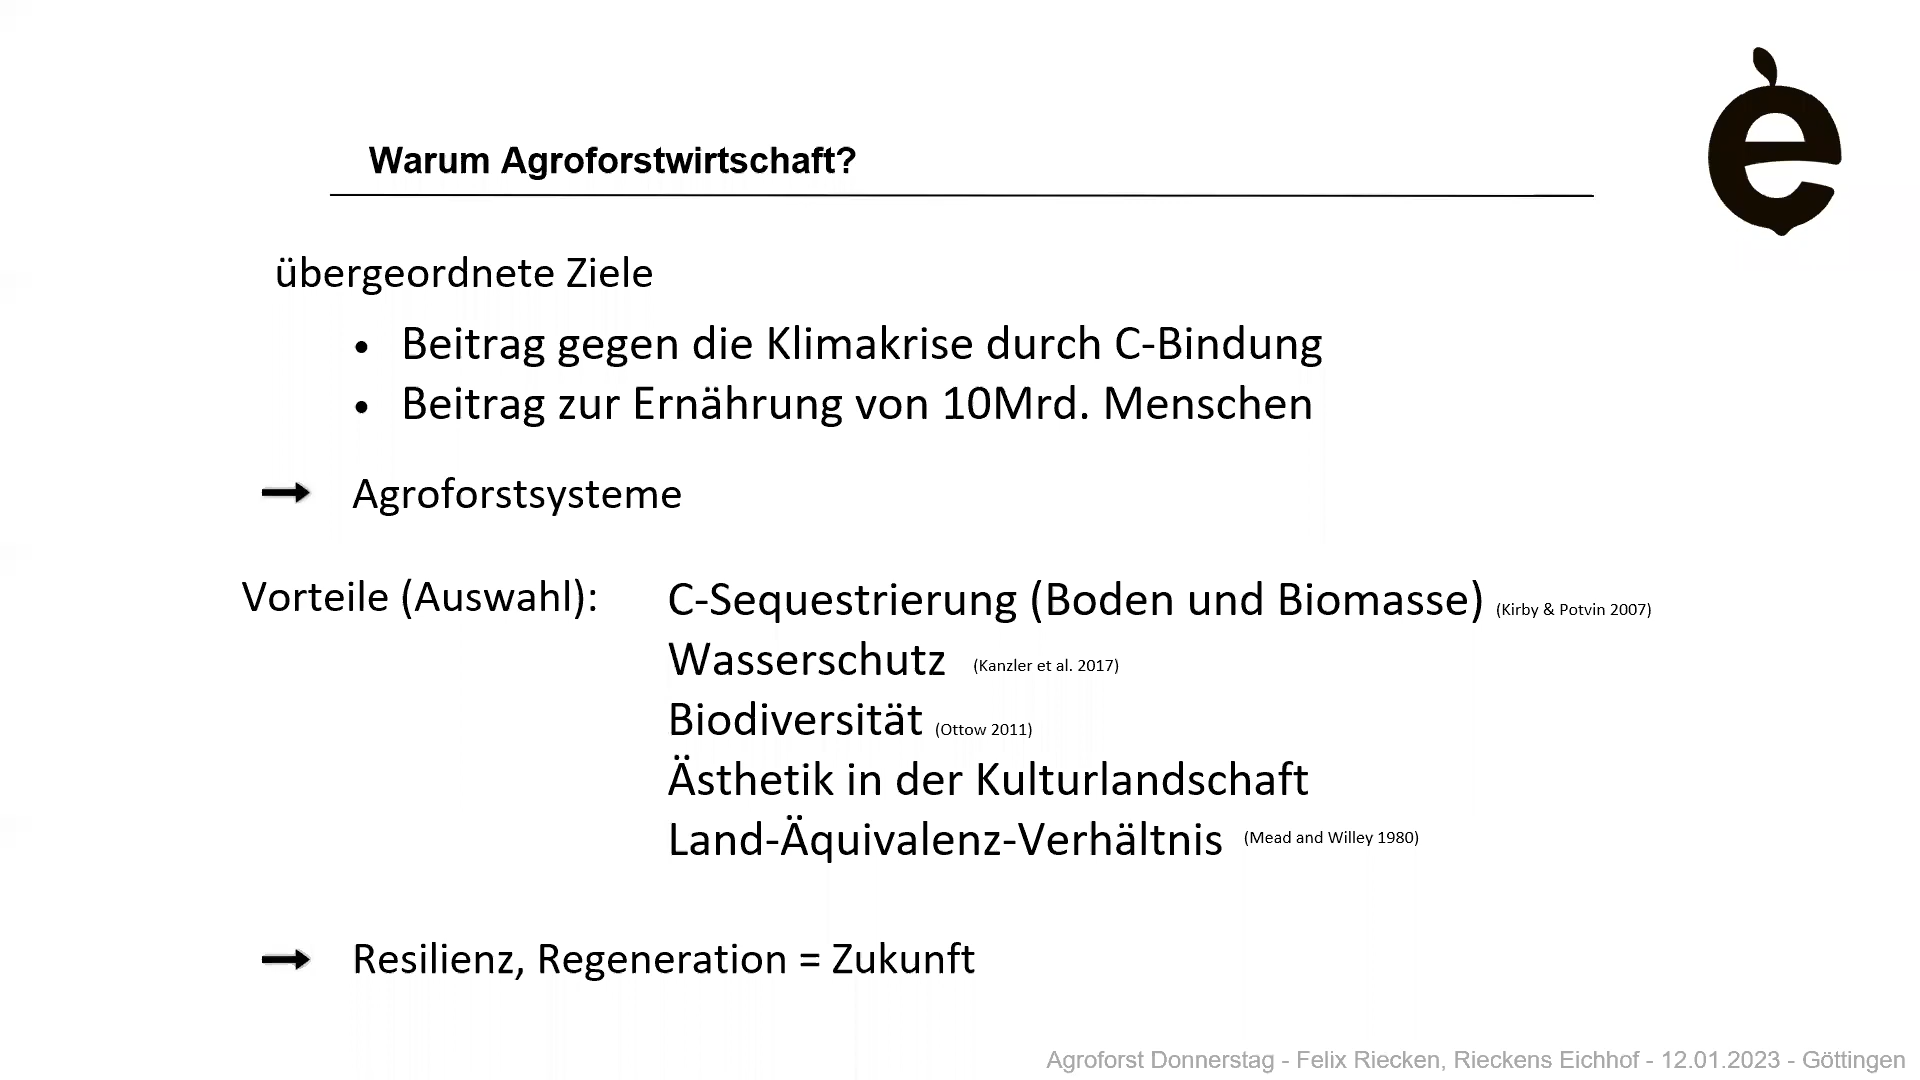 Warum Agroforstwirtschaft?
übergeordnete Ziele
• Beitrag gegen die Klimakrise durch C-Bindung
• Beitrag zur Ernährung von 10Mrd. Menschen
→ Agroforstsysteme
Vorteile (Auswahl): C-Sequestrierung (Boden und Biomasse) (Kirby & Potvin 2007)
Wasserschutz (Kanzler et al. 2017)
Biodiversität (Ottow 2011)
Ästhetik in der Kulturlandschaft
Land-Äquivalenz-Verhältnis (Mead and Willey 1980)
→ Resilienz, Regeneration = Zukunft
Agroforst Donnerstag - Felix Riecken, Rieckens Eichhof - 12.01.2023 - Göttingen